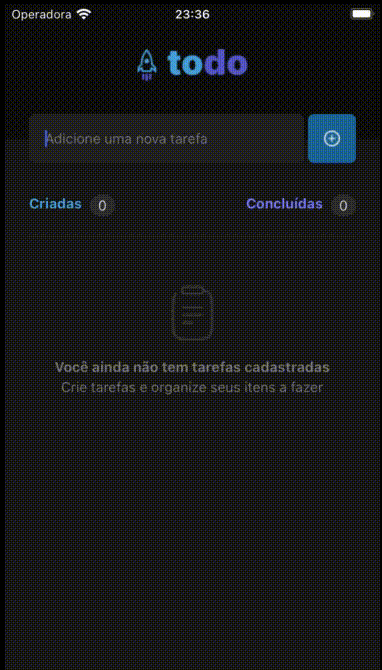 Operadora 23:36
todo
Adicione uma nova tarefa
Criadas 0 Concluídas 0
Você ainda não tem tarefas cadastradas
Crie tarefas e organize seus itens a fazer